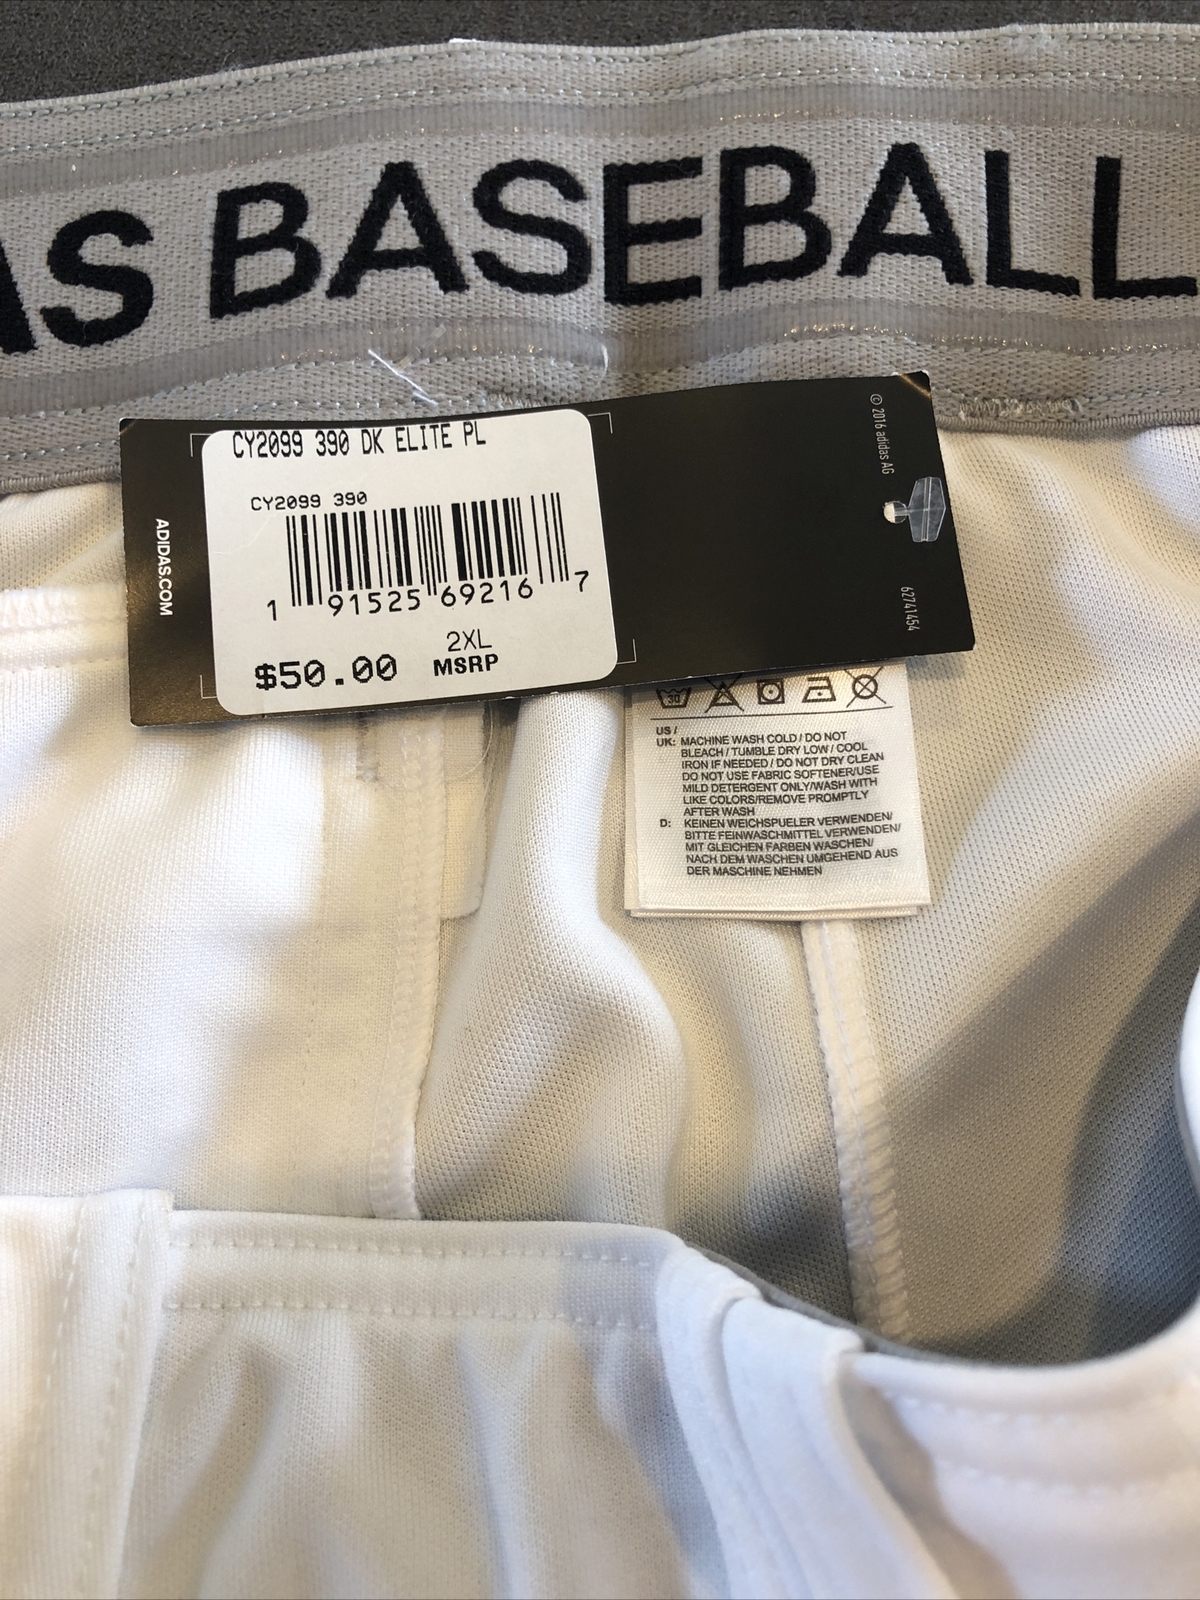 AS BASEBALL
CY2099 390 DK ELITE PL
CY2099 390
1 91525 69216 7
2XL
$50.00 MSRP
ADIDAS.COM
© 2016 adidas AG
62741454
30
US /
UK: MACHINE WASH COLD / DO NOT
BLEACH / TUMBLE DRY LOW / COOL
IRON IF NEEDED / DO NOT DRY CLEAN
DO NOT USE FABRIC SOFTENER/USE
MILD DETERGENT ONLY/WASH WITH
LIKE COLORS/REMOVE PROMPTLY
AFTER WASH
D: KEINEN WEICHSPUELER VERWENDEN/
BITTE FEINWASCHMITTEL VERWENDEN/
MIT GLEICHEN FARBEN WASCHEN/
NACH DEM WASCHEN UMGEHEND AUS
DER MASCHINE NEHMEN